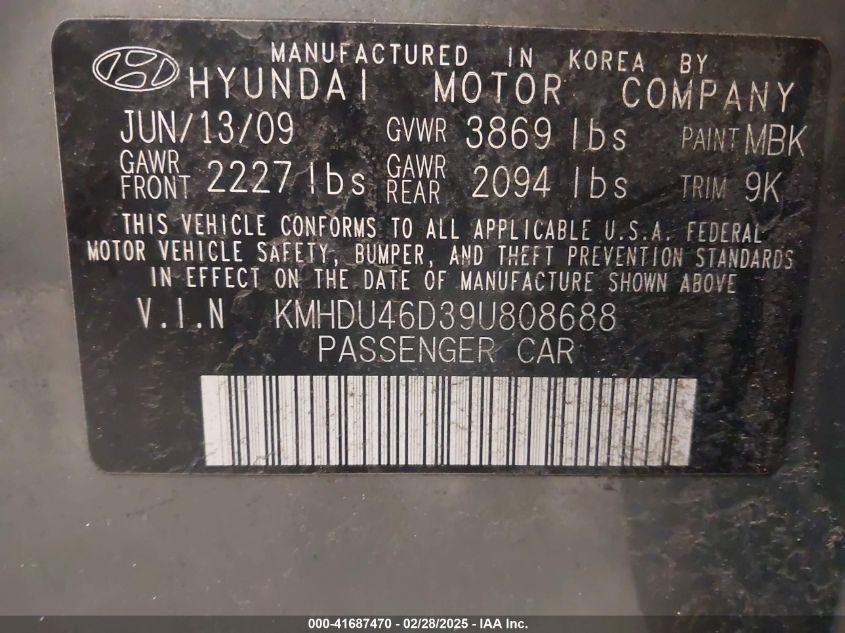 MANUFACTURED IN KOREA BY
HYUNDAI MOTOR COMPANY
JUN/13/09 GVWR 3869 lbs PAINT MBK
GAWR FRONT 2227 lbs GAWR REAR 2094 lbs TRIM 9K
THIS VEHICLE CONFORMS TO ALL APPLICABLE U.S.A. FEDERAL
MOTOR VEHICLE SAFETY, BUMPER, AND THEFT PREVENTION STANDARDS
IN EFFECT ON THE DATE OF MANUFACTURE SHOWN ABOVE
V.I.N KMHDU46D39U808688
PASSENGER CAR
000-41687470 - 02/28/2025 - IAA Inc.